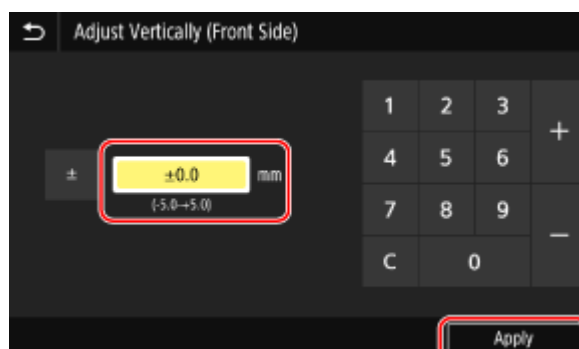 Adjust Vertically (Front Side)
1 2 3 +
4 5 6
± ±0.0 mm
(-5.0→+5.0)
7 8 9 −
C 0
Apply